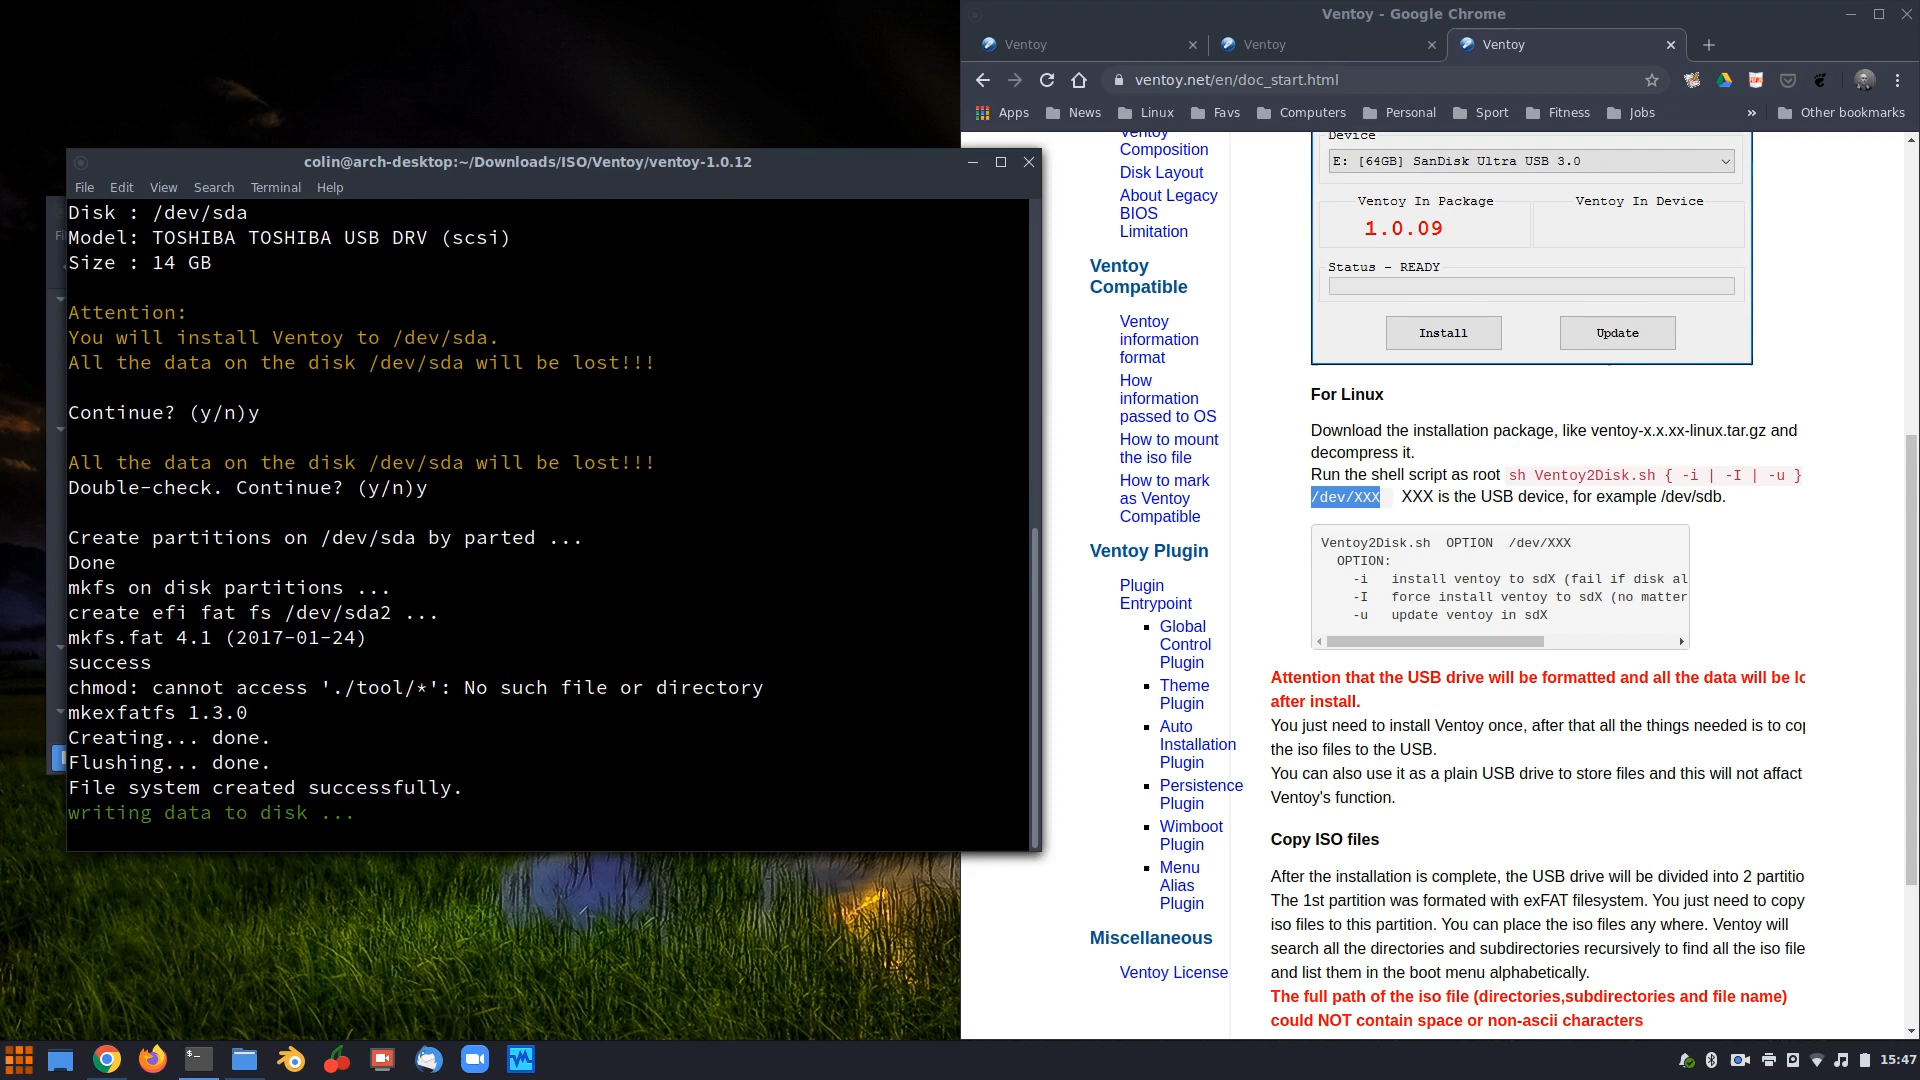 Ventoy - Google Chrome
Ventoy
Ventoy
Ventoy
ventoy.net/en/doc_start.html
Apps
News
Linux
Favs
Computers
Personal
Sport
Fitness
Jobs
»
Other bookmarks
colin@arch-desktop:~/Downloads/ISO/Ventoy/ventoy-1.0.12
File Edit View Search Terminal Help
Disk : /dev/sda
Model: TOSHIBA TOSHIBA USB DRV (scsi)
Size : 14 GB
Attention:
You will install Ventoy to /dev/sda.
All the data on the disk /dev/sda will be lost!!!
Continue? (y/n)y
All the data on the disk /dev/sda will be lost!!!
Double-check. Continue? (y/n)y
Create partitions on /dev/sda by parted ...
Done
mkfs on disk partitions ...
create efi fat fs /dev/sda2 ...
mkfs.fat 4.1 (2017-01-24)
success
chmod: cannot access './tool/*': No such file or directory
mkexfatfs 1.3.0
Creating... done.
Flushing... done.
File system created successfully.
writing data to disk ...
Ventoy
Composition
Disk Layout
About Legacy
BIOS
Limitation
Ventoy
Compatible
Ventoy
information
format
How
information
passed to OS
How to mount
the iso file
How to mark
as Ventoy
Compatible
Ventoy Plugin
Plugin
Entrypoint
Global
Control
Plugin
Theme
Plugin
Auto
Installation
Plugin
Persistence
Plugin
Wimboot
Plugin
Menu
Alias
Plugin
Miscellaneous
Ventoy License
Device
E: [64GB] SanDisk Ultra USB 3.0
Ventoy In Package
Ventoy In Device
1.0.09
Status - READY
Install
Update
For Linux
Download the installation package, like ventoy-x.x.xx-linux.tar.gz and
decompress it.
Run the shell script as root sh Ventoy2Disk.sh { -i | -I | -u }
/dev/XXX XXX is the USB device, for example /dev/sdb.
Ventoy2Disk.sh OPTION /dev/XXX
OPTION:
-i install ventoy to sdX (fail if disk al
-I force install ventoy to sdX (no matter
-u update ventoy in sdX
Attention that the USB drive will be formatted and all the data will be lo
after install.
You just need to install Ventoy once, after that all the things needed is to cop
the iso files to the USB.
You can also use it as a plain USB drive to store files and this will not affact
Ventoy's function.
Copy ISO files
After the installation is complete, the USB drive will be divided into 2 partitio
The 1st partition was formated with exFAT filesystem. You just need to copy
iso files to this partition. You can place the iso files any where. Ventoy will
search all the directories and subdirectories recursively to find all the iso file
and list them in the boot menu alphabetically.
The full path of the iso file (directories,subdirectories and file name)
could NOT contain space or non-ascii characters
15:47